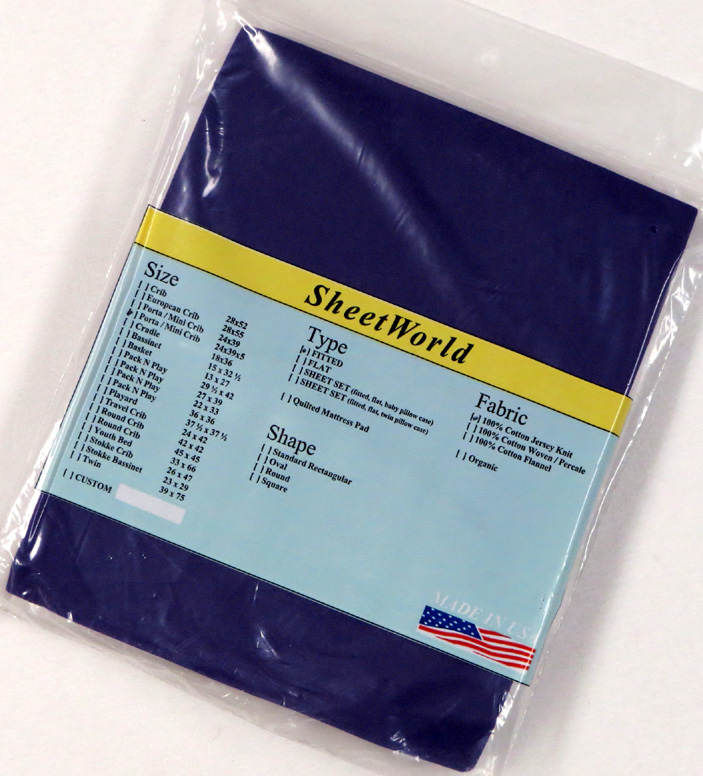 SheetWorld
Size
[ ] Crib 28x52
[ ] European Crib 28x55
[ ] Porta / Mini Crib 24x39
[ ] Porta / Mini Crib 24x39x5
[ ] Cradle 18x36
[ ] Bassinet 15 x 32 ½
[ ] Basket 13 x 27
[ ] Pack N Play 29 ½ x 42
[ ] Pack N Play 27 x 39
[ ] Pack N Play 22 x 33
[ ] Pack N Play 36 x 36
[ ] Playard 37 ½ x 37 ½
[ ] Travel Crib 24 x 42
[ ] Round Crib 42 x 42
[ ] Round Crib 45 x 45
[ ] Youth Bed 33 x 66
[ ] Stokke Crib 26 x 47
[ ] Stokke Bassinet 23 x 29
[ ] Twin 39 x 75
[ ] CUSTOM
Type
[ ] FITTED
[ ] FLAT
[ ] SHEET SET (fitted, flat, baby pillow case)
[ ] SHEET SET (fitted, flat, twin pillow case)
[ ] Quilted Mattress Pad
Shape
[ ] Standard Rectangular
[ ] Oval
[ ] Round
[ ] Square
Fabric
[ ] 100% Cotton Jersey Knit
[ ] 100% Cotton Woven / Percale
[ ] 100% Cotton Flannel
[ ] Organic
MADE IN USA